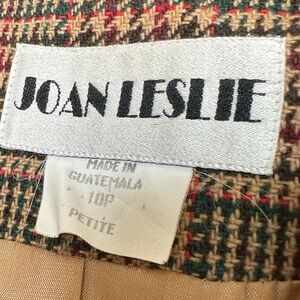 JOAN LESLIE
MADE IN
GUATEMALA
10P
PETITE